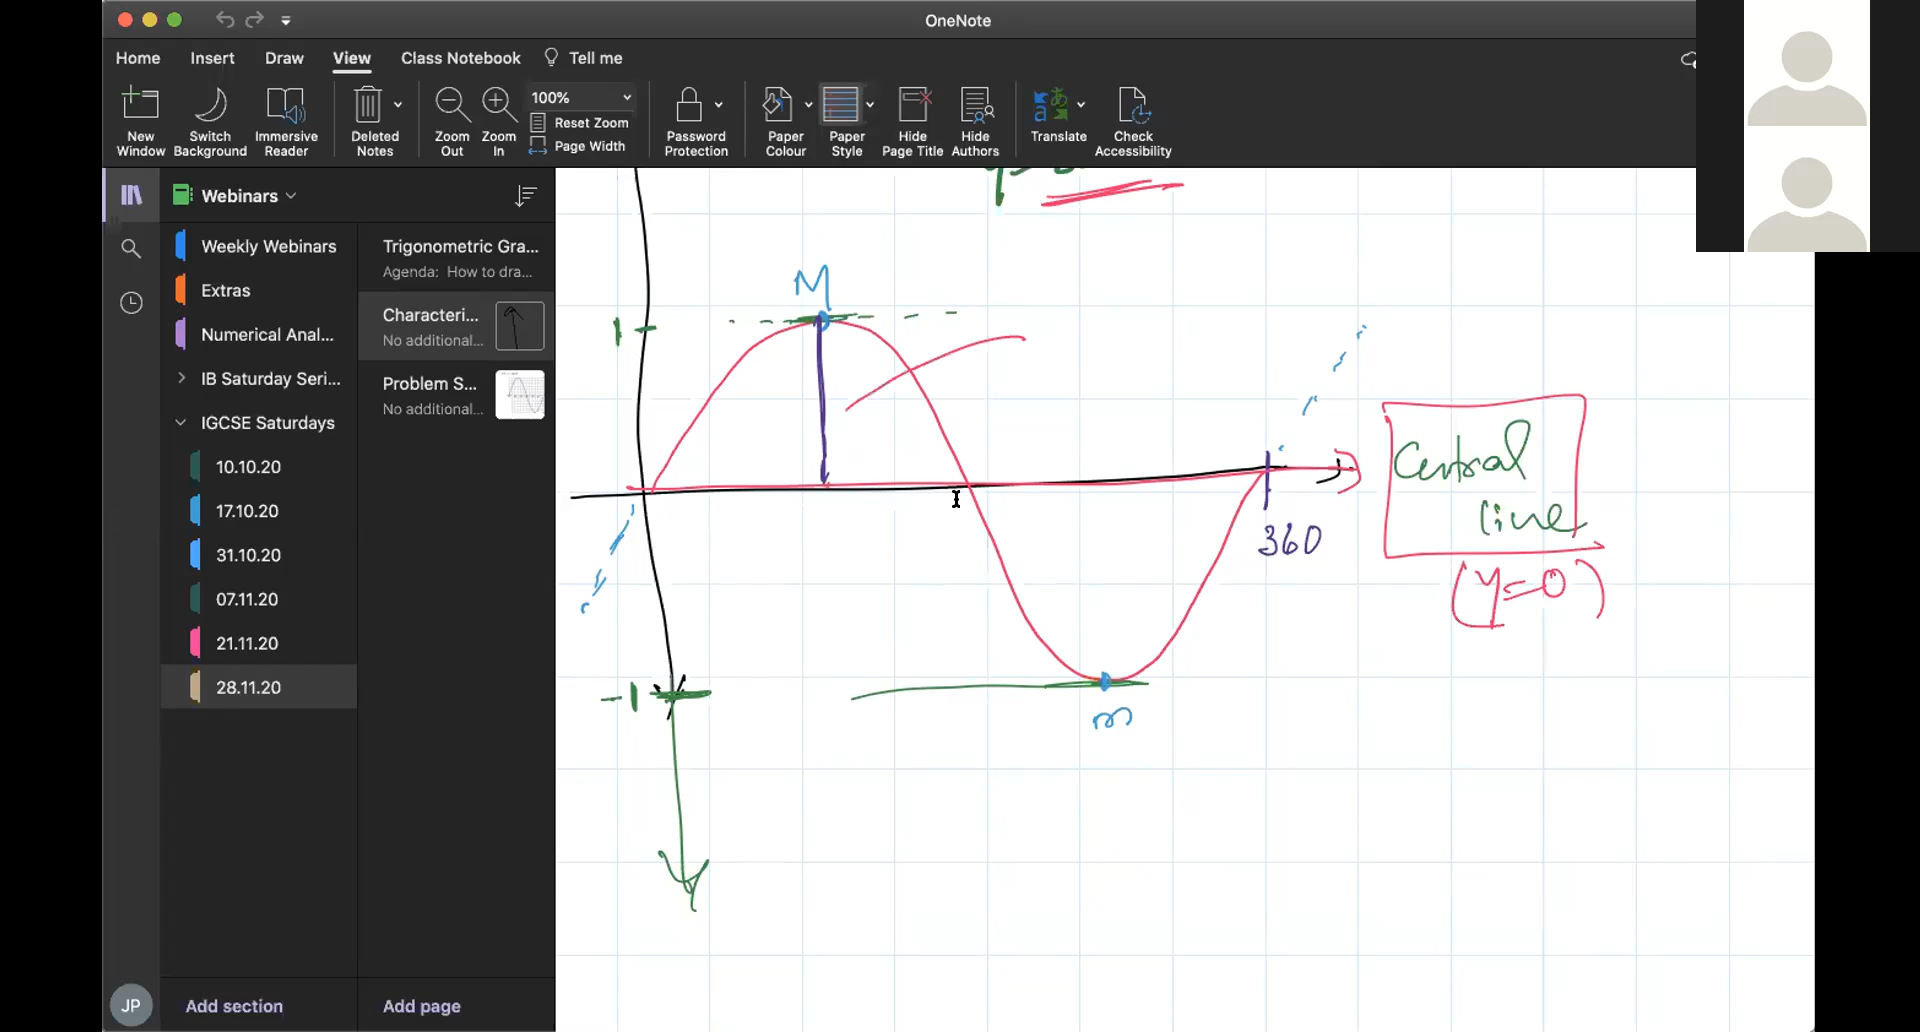 OneNote
Home Insert Draw View Class Notebook Tell me
New Window
Switch Background
Immersive Reader
Deleted Notes
Zoom Out
Zoom In
100%
Reset Zoom
Page Width
Password Protection
Paper Colour
Paper Style
Hide Page Title
Hide Authors
Translate
Check Accessibility
Webinars
Weekly Webinars
Extras
Numerical Anal...
IB Saturday Seri...
IGCSE Saturdays
10.10.20
17.10.20
31.10.20
07.11.20
21.11.20
28.11.20
Add section
JP
Trigonometric Gra...
Agenda: How to dra...
Characteri...
No additional...
Problem S...
No additional...
Add page
M
1
360
Central
line
(y=0)
-1
m